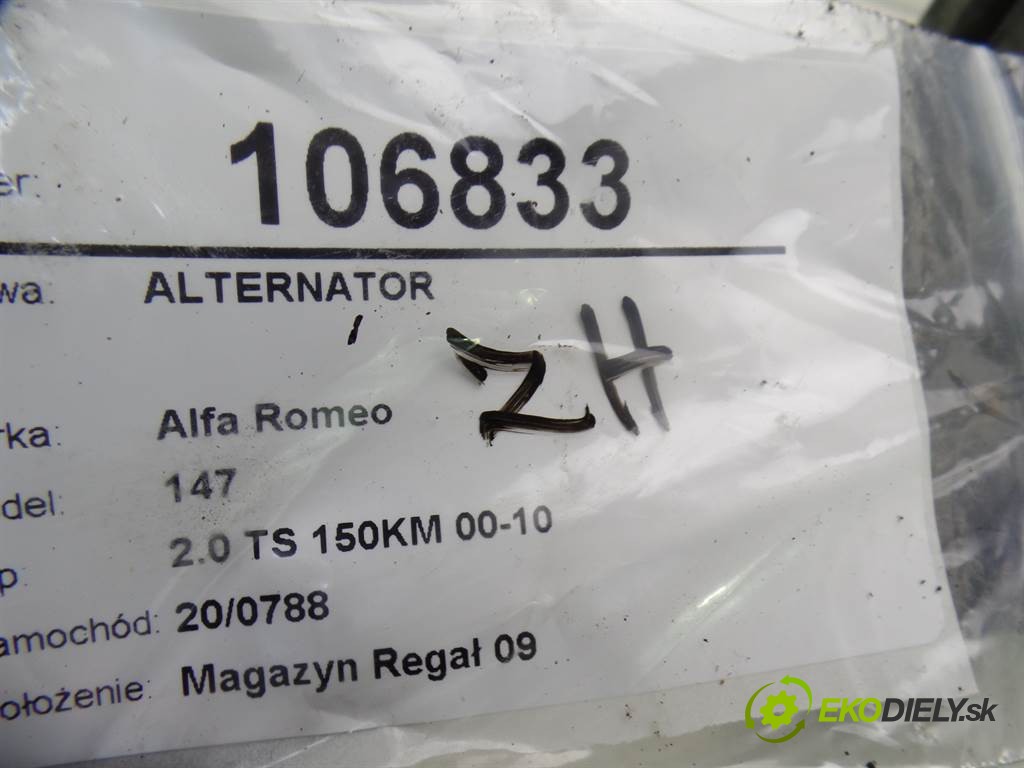 er: 106833
wa: ALTERNATOR
ZH
rka: Alfa Romeo
del: 147
p: 2.0 TS 150KM 00-10
amochód: 20/0788
ołożenie: Magazyn Regał 09
EKODIELY.sk